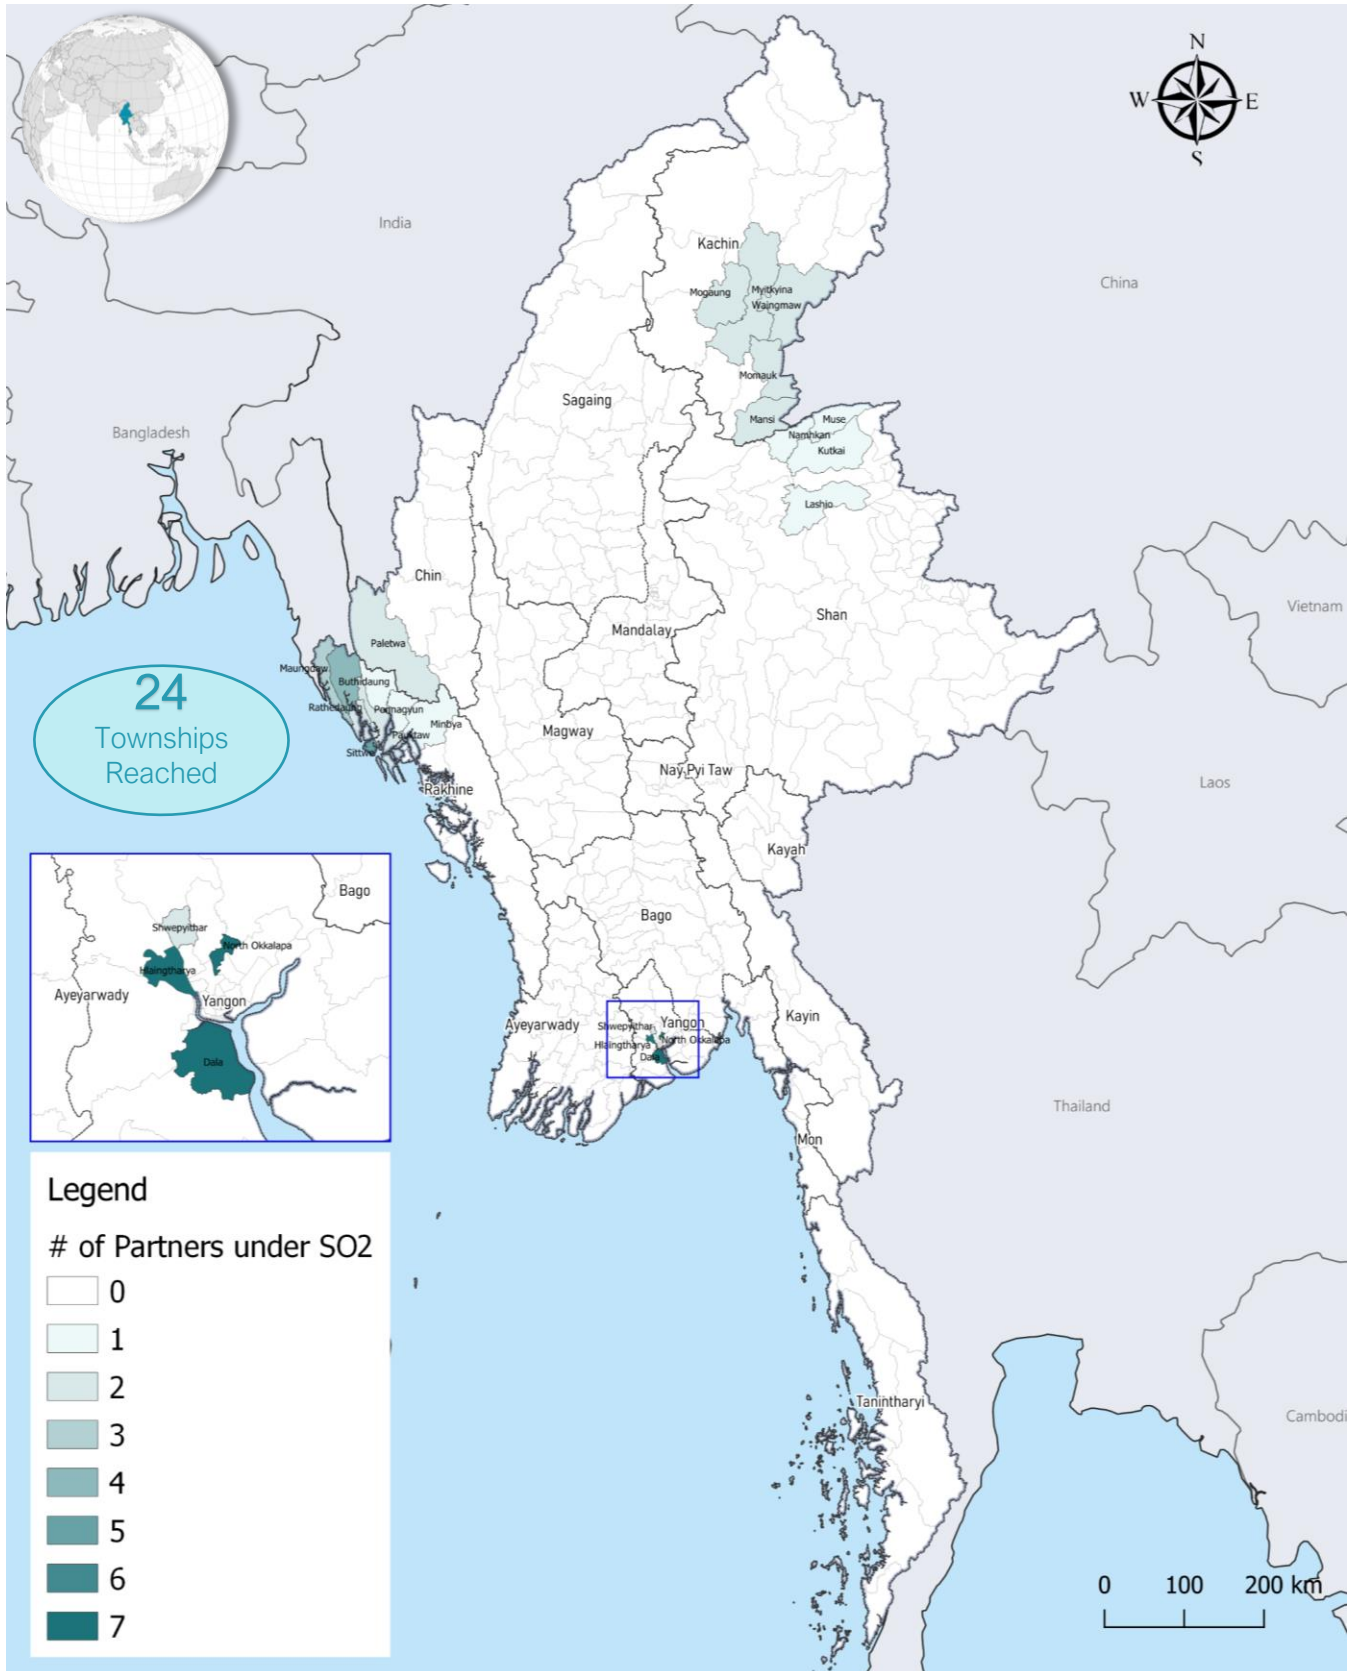 N
W
E
S
India
China
Kachin
Mogaung
Myitkyina
Waingmaw
Momauk
Mansi
Muse
Namhkan
Kutkai
Lashio
Sagaing
Bangladesh
Chin
Shan
Vietnam
Mandalay
Paletwa
Maungdaw
Buthidaung
Rathedaung
Ponnagyun
Minbya
Pauktaw
Sittwe
Rakhine
Magway
Nay Pyi Taw
Laos
Kayah
24
Townships
Reached
Bago
Shwepyithar
North Okkalapa
Hlaingtharya
Ayeyarwady
Yangon
Dala
Bago
Ayeyarwady
Shwepyithar
Yangon
Hlaingtharya
North Okkalapa
Dala
Kayin
Thailand
Mon
Tanintharyi
Cambodi
Legend
# of Partners under SO2
0
1
2
3
4
5
6
7
0 100 200 km